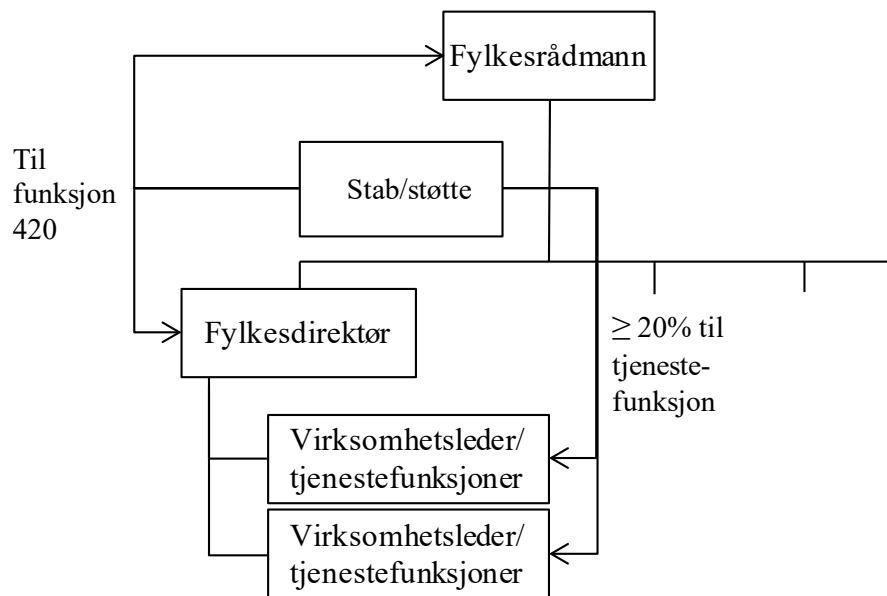 Fylkesrådmann
Til
funksjon
420
Stab/støtte
Fylkesdirektør
≥ 20% til
tjeneste-
funksjon
Virksomhetsleder/
tjenestefunksjoner
Virksomhetsleder/
tjenestefunksjoner